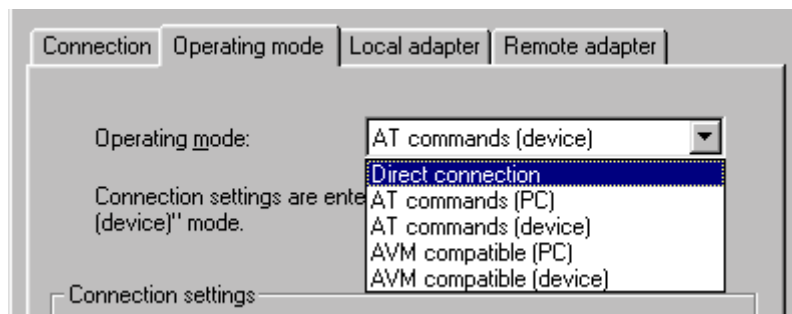 Connection Operating mode Local adapter Remote adapter
Operating mode: AT commands (device)
Direct connection
Connection settings are ente AT commands (PC)
(device)" mode. AT commands (device)
AVM compatible (PC)
AVM compatible (device)
Connection settings